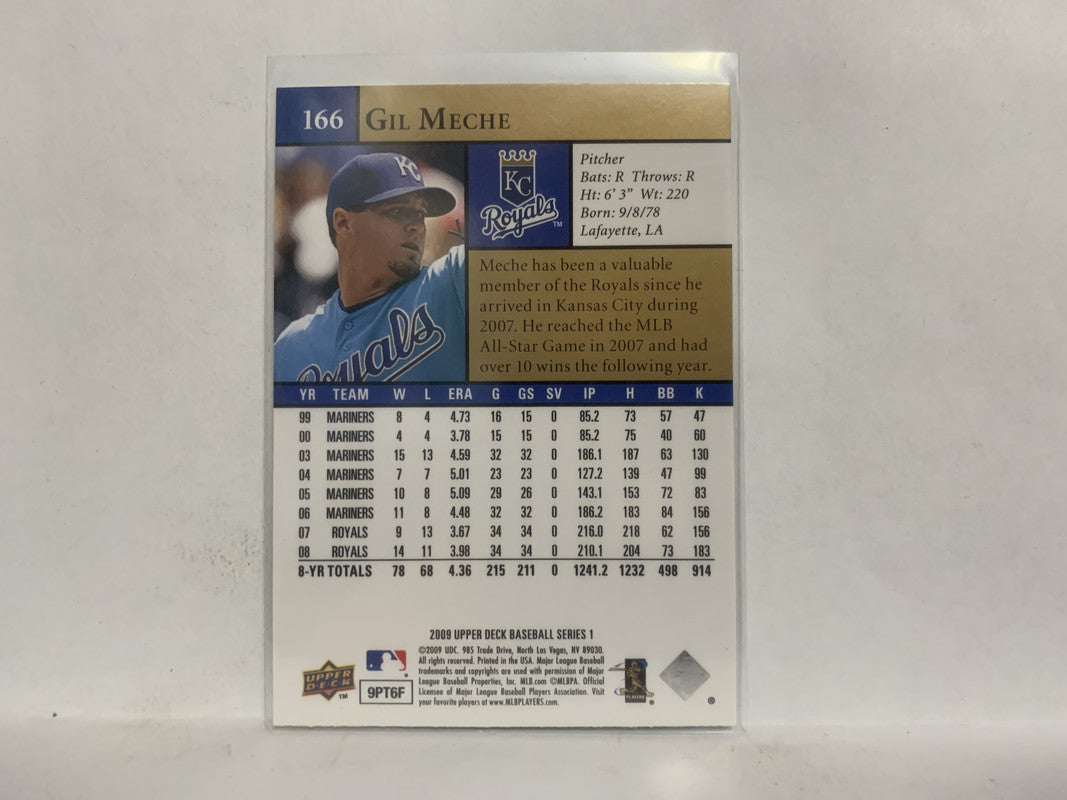 166 GIL MECHE
KC
Royals
KC
Royals TM
Pitcher
Bats: R Throws: R
Ht: 6' 3" Wt: 220
Born: 9/8/78
Lafayette, LA
Meche has been a valuable
member of the Royals since he
arrived in Kansas City during
2007. He reached the MLB
All-Star Game in 2007 and had
over 10 wins the following year.
YR TEAM W L ERA G GS SV IP H BB K
99 MARINERS 8 4 4.73 16 15 0 85.2 73 57 47
00 MARINERS 4 4 3.78 15 15 0 85.2 75 40 60
03 MARINERS 15 13 4.59 32 32 0 186.1 187 63 130
04 MARINERS 7 7 5.01 23 23 0 127.2 139 47 99
05 MARINERS 10 8 5.09 29 26 0 143.1 153 72 83
06 MARINERS 11 8 4.48 32 32 0 186.2 183 84 156
07 ROYALS 9 13 3.67 34 34 0 216.0 218 62 156
08 ROYALS 14 11 3.98 34 34 0 210.1 204 73 183
8-YR TOTALS 78 68 4.36 215 211 0 1241.2 1232 498 914
2009 UPPER DECK BASEBALL SERIES 1
©2009 UDC. 985 Trade Drive, North Las Vegas, NV 89030.
All rights reserved. Printed in the USA. Major League Baseball
trademarks and copyrights are used with permission of Major
League Baseball Properties, Inc. MLB.com ©MLBPA. Official
Licensee of Major League Baseball Players Association. Visit
your favorite players at www.MLBPLAYERS.com.
UPPER
DECK TM
9PT6F
PLAYERS ®
®